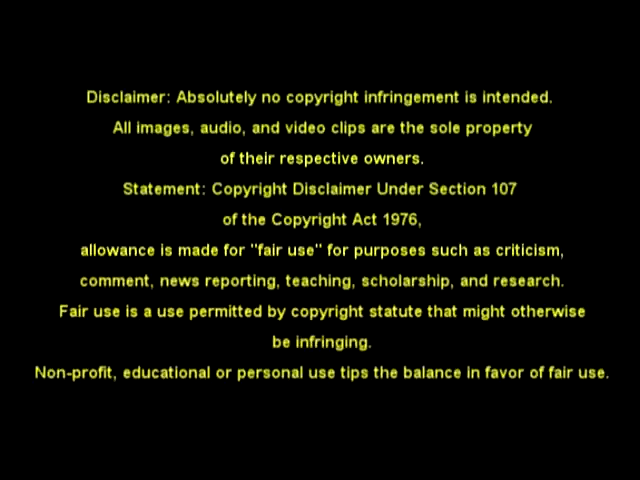 Disclaimer: Absolutely no copyright infringement is intended.
All images, audio, and video clips are the sole property
of their respective owners.
Statement: Copyright Disclaimer Under Section 107
of the Copyright Act 1976,
allowance is made for "fair use" for purposes such as criticism,
comment, news reporting, teaching, scholarship, and research.
Fair use is a use permitted by copyright statute that might otherwise
be infringing.
Non-profit, educational or personal use tips the balance in favor of fair use.